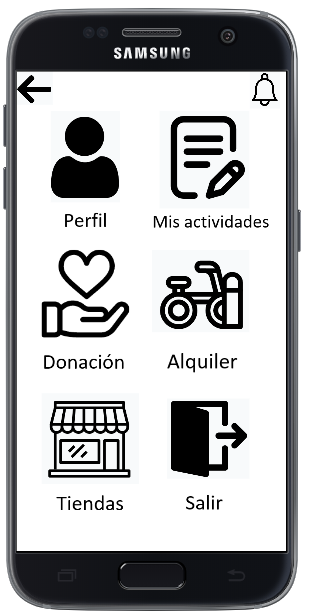 SAMSUNG
Perfil
Mis actividades
Donación
Alquiler
Tiendas
Salir